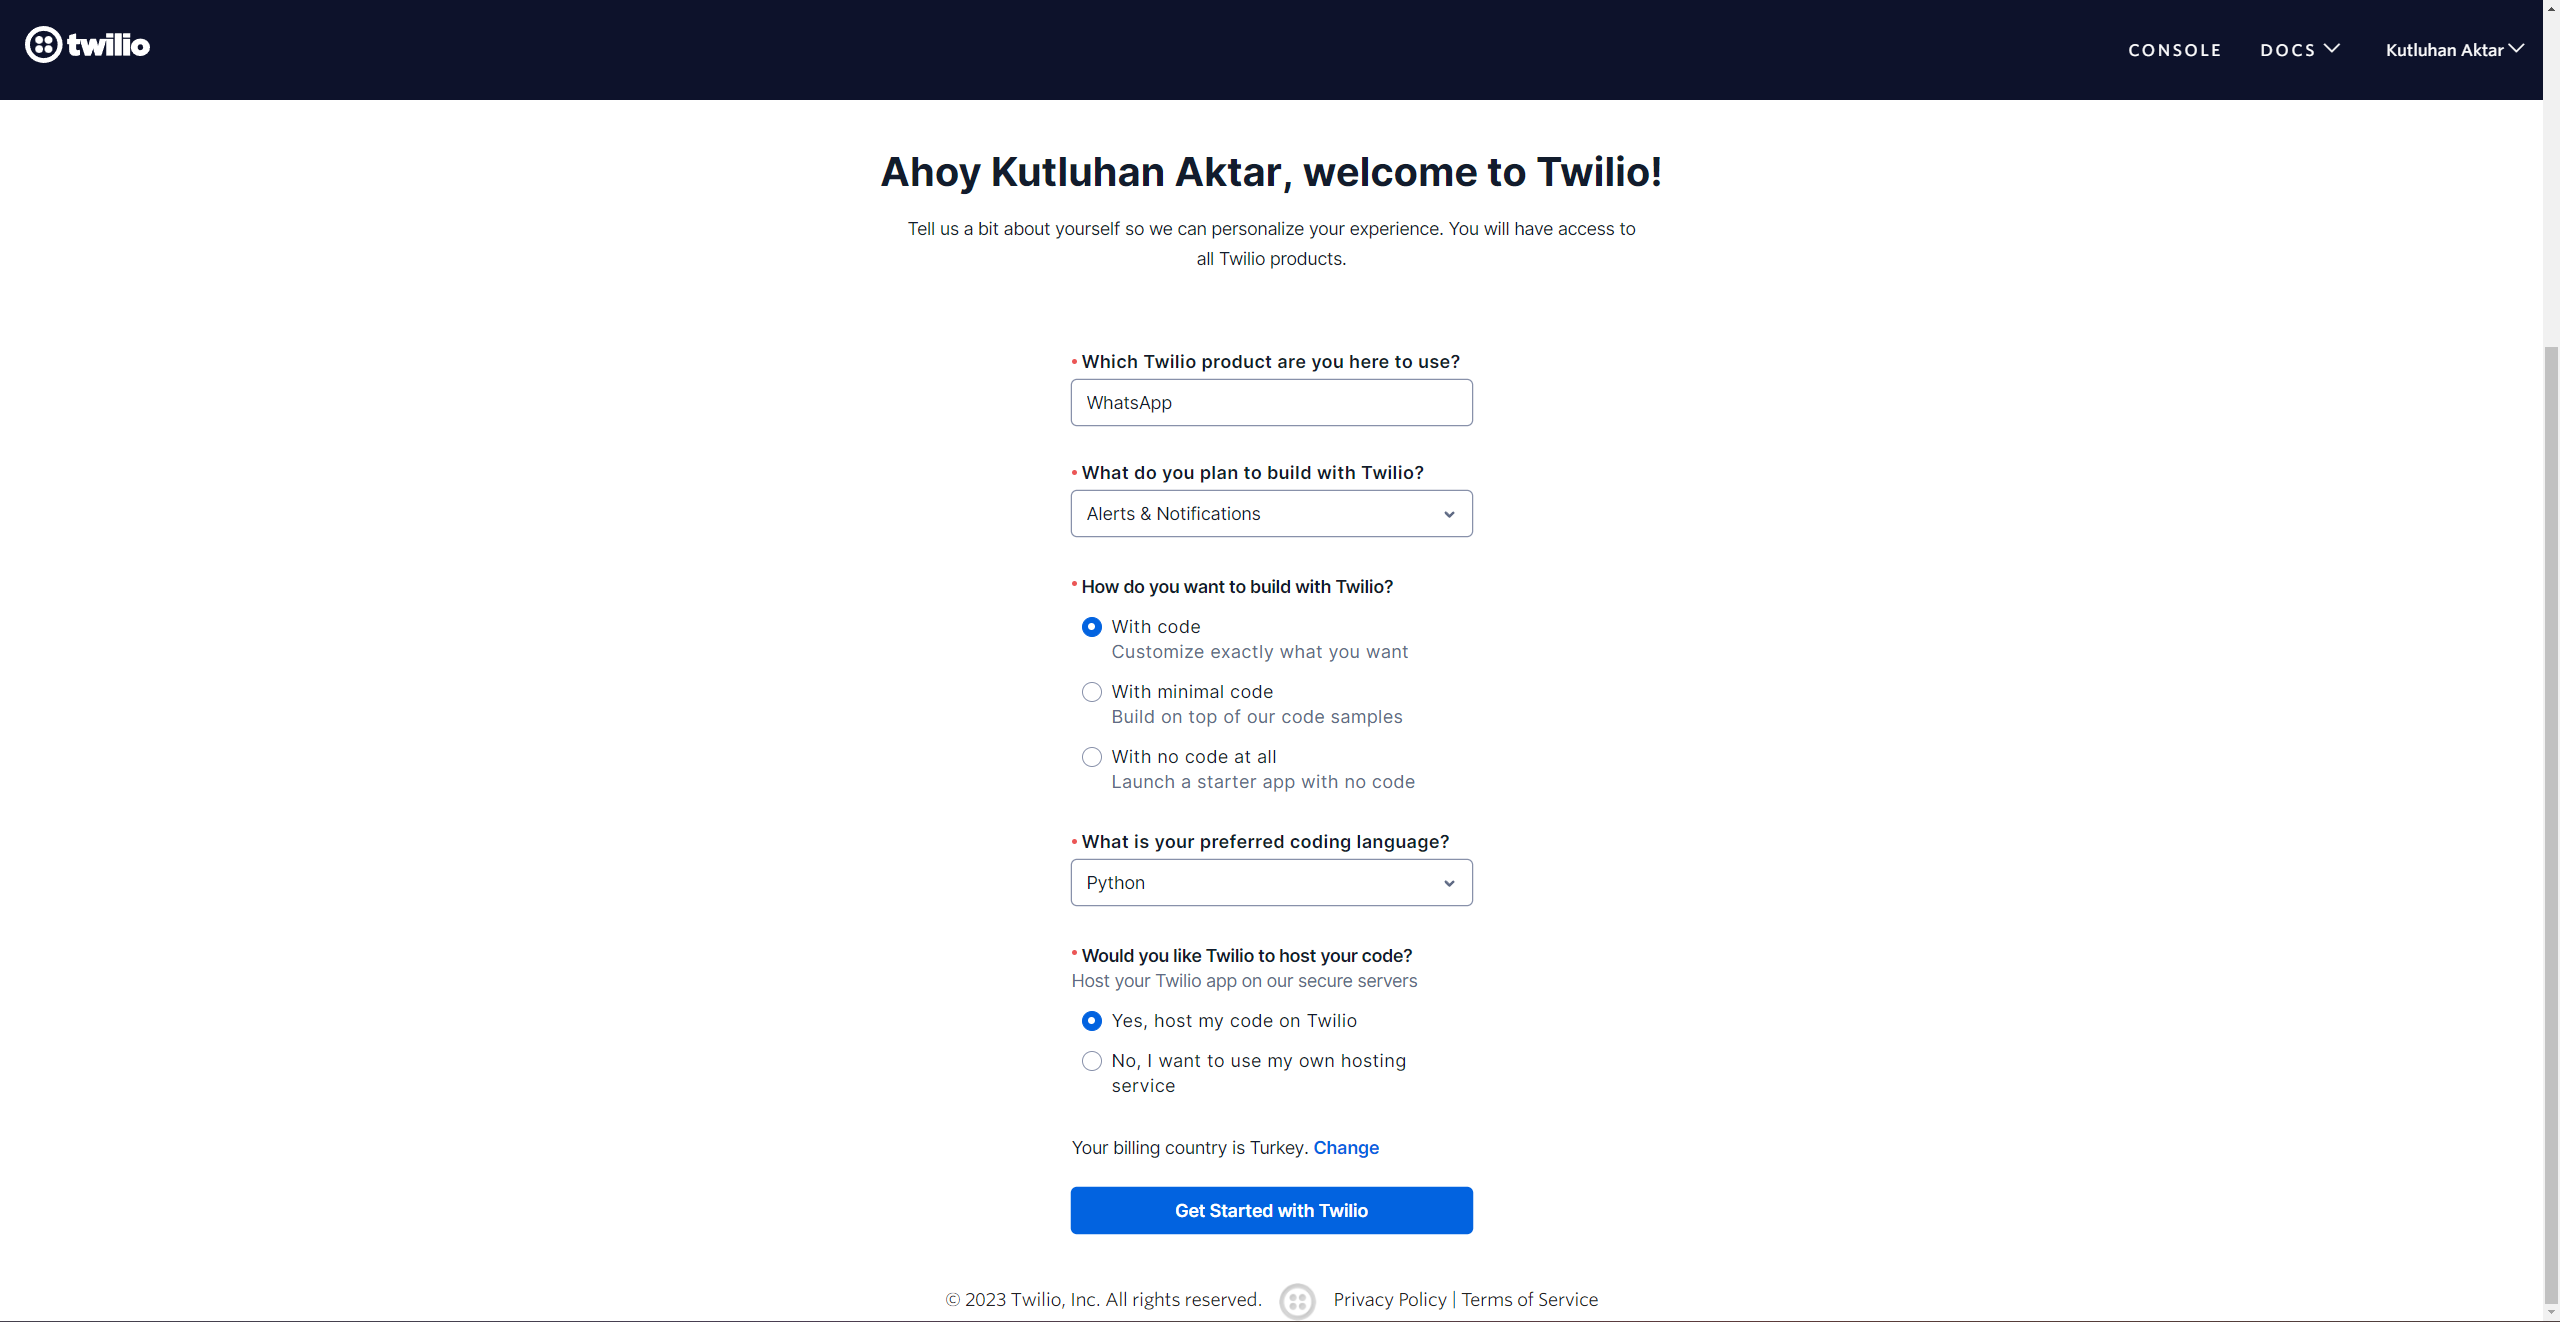 twilio
CONSOLE DOCS Kutluhan Aktar
Ahoy Kutluhan Aktar, welcome to Twilio!
Tell us a bit about yourself so we can personalize your experience. You will have access to
all Twilio products.
• Which Twilio product are you here to use?
WhatsApp
• What do you plan to build with Twilio?
Alerts & Notifications
• How do you want to build with Twilio?
With code
Customize exactly what you want
With minimal code
Build on top of our code samples
With no code at all
Launch a starter app with no code
• What is your preferred coding language?
Python
• Would you like Twilio to host your code?
Host your Twilio app on our secure servers
Yes, host my code on Twilio
No, I want to use my own hosting
service
Your billing country is Turkey. Change
Get Started with Twilio
© 2023 Twilio, Inc. All rights reserved. Privacy Policy | Terms of Service